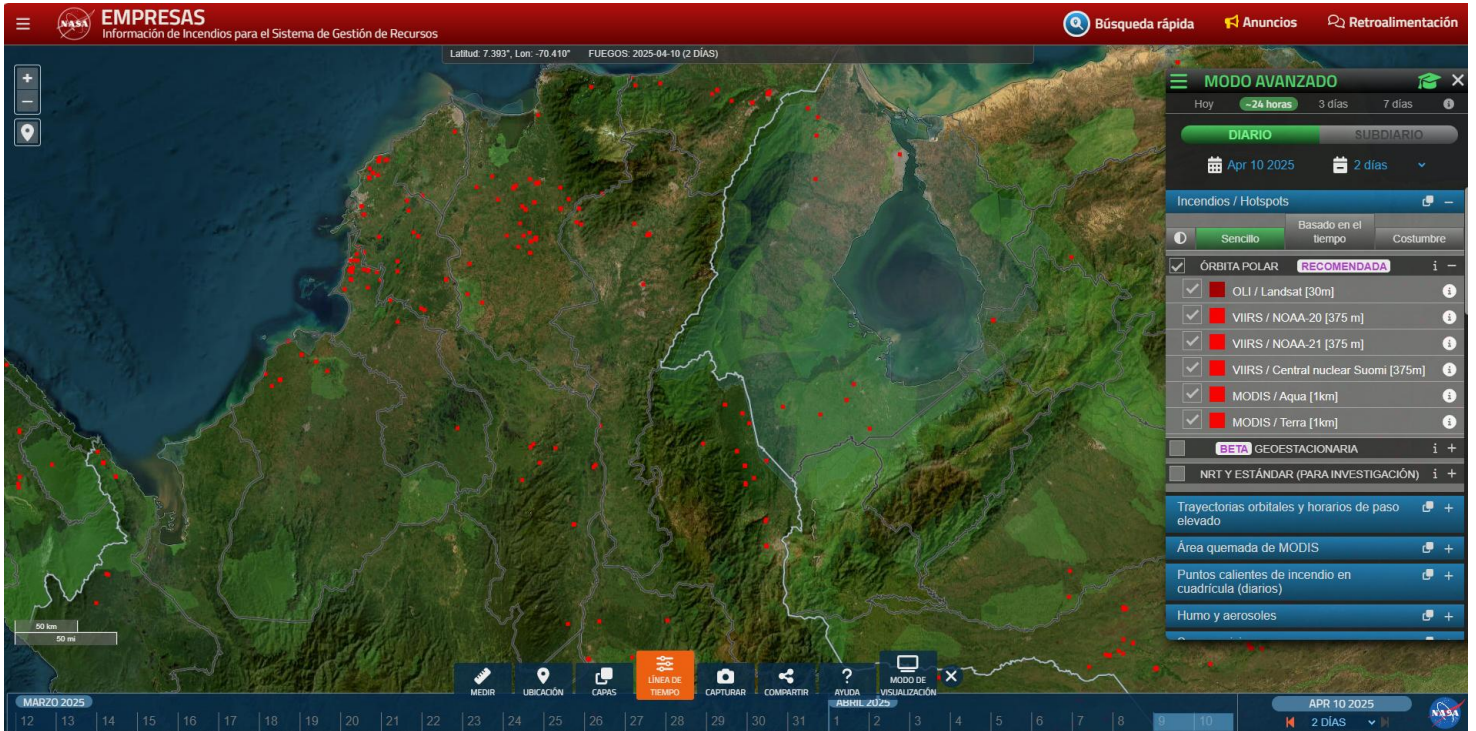 NASA
EMPRESAS
Información de Incendios para el Sistema de Gestión de Recursos
Búsqueda rápida
Anuncios
Retroalimentación
Latitud: 7.393°, Lon: -70.410° FUEGOS: 2025-04-10 (2 DÍAS)
+
−
MODO AVANZADO
Hoy ~24 horas 3 días 7 días
DIARIO SUBDIARIO
Apr 10 2025 2 días
Incendios / Hotspots
Sencillo
Basado en el
tiempo
Costumbre
ÓRBITA POLAR RECOMENDADA
OLI / Landsat [30m]
VIIRS / NOAA-20 [375 m]
VIIRS / NOAA-21 [375 m]
VIIRS / Central nuclear Suomi [375m]
MODIS / Aqua [1km]
MODIS / Terra [1km]
BETA GEOESTACIONARIA
NRT Y ESTÁNDAR (PARA INVESTIGACIÓN)
Trayectorias orbitales y horarios de paso
elevado
Área quemada de MODIS
Puntos calientes de incendio en
cuadrícula (diarios)
Humo y aerosoles
50 km
50 mi
MEDIR
UBICACIÓN
CAPAS
LÍNEA DE
TIEMPO
CAPTURAR
COMPARTIR
AYUDA
MODO DE
VISUALIZACIÓN
MARZO 2025
ABRIL 2025
12 13 14 15 16 17 18 19 20 21 22 23 24 25 26 27 28 29 30 31 1 2 3 4 5 6 7 8 9 10
APR 10 2025
2 DÍAS
NASA